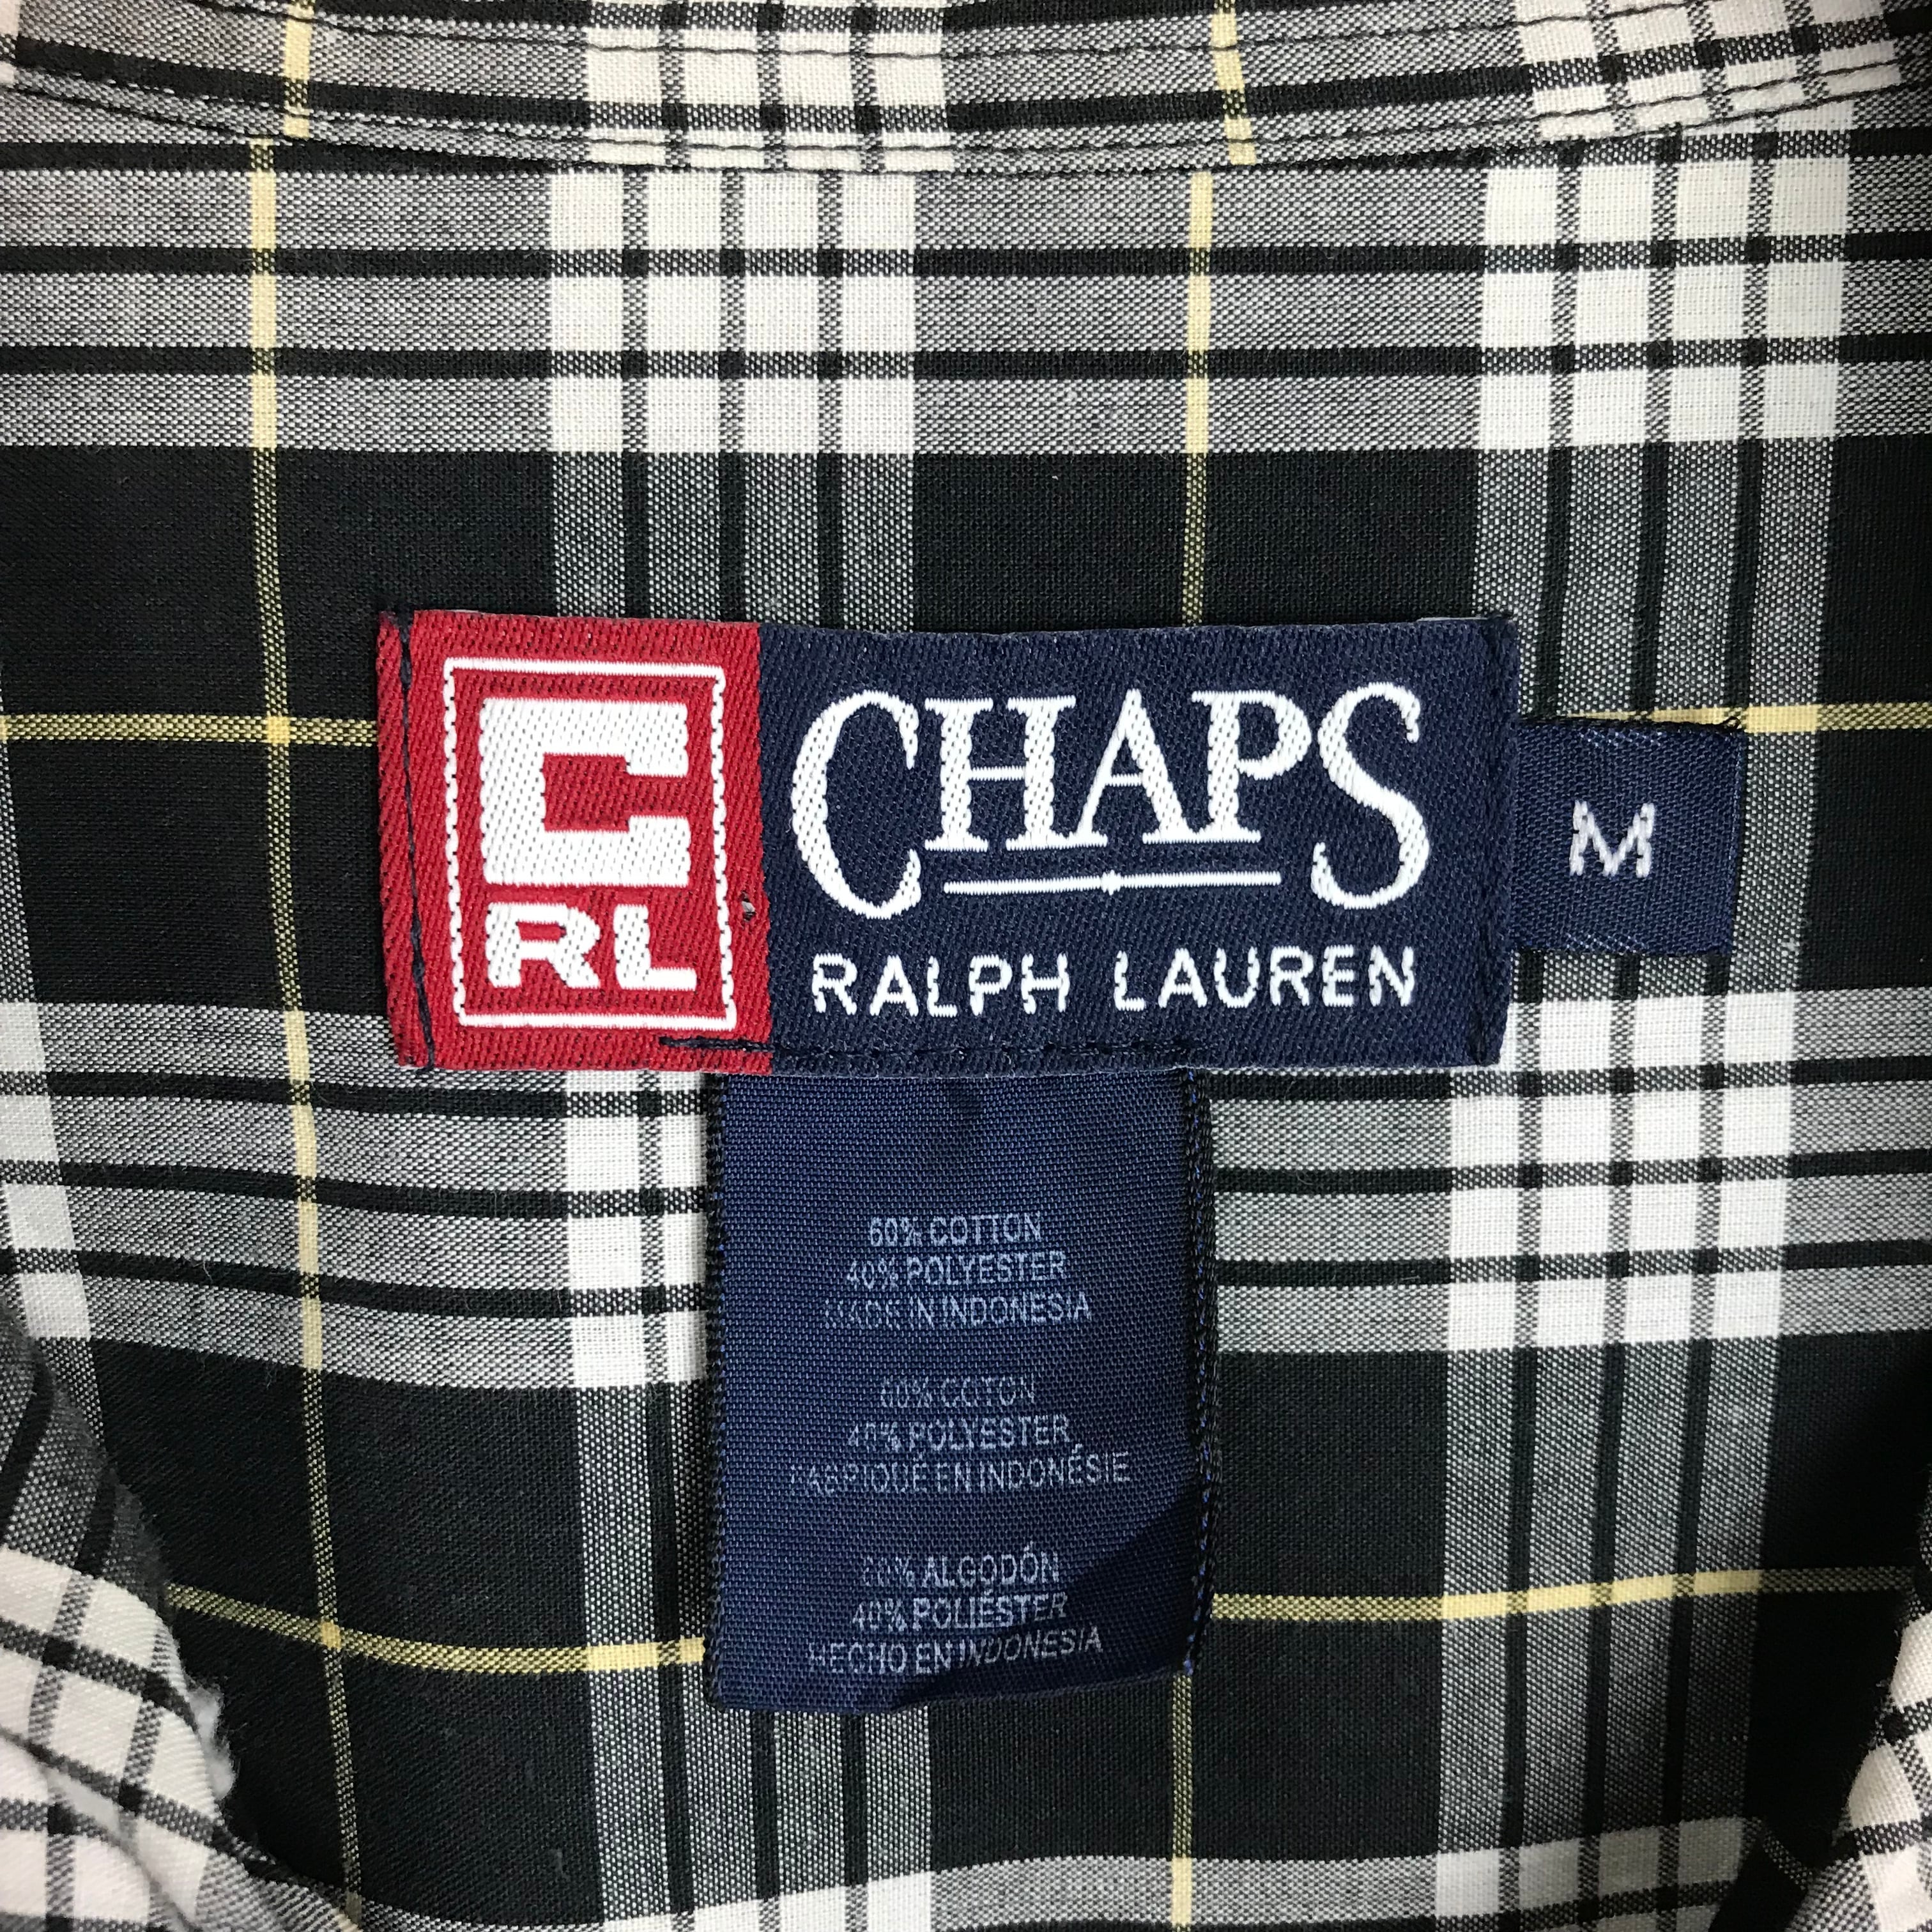 C
RL
CHAPS
RALPH LAUREN
M
60% COTTON
40% POLYESTER
MADE IN INDONESIA
60% COTON
40% POLYESTER
FABRIQUÉ EN INDONÉSIE
60% ALGODÓN
40% POLIÉSTER
HECHO EN INDONESIA